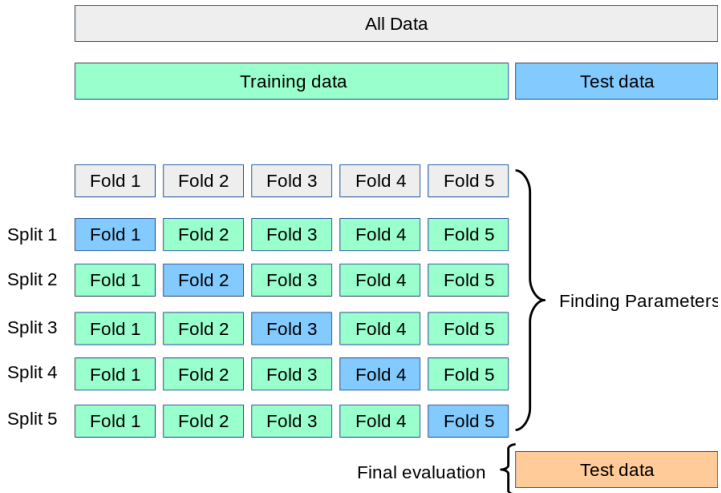 All Data
Training data Test data
Fold 1 Fold 2 Fold 3 Fold 4 Fold 5
Split 1 Fold 1 Fold 2 Fold 3 Fold 4 Fold 5
Split 2 Fold 1 Fold 2 Fold 3 Fold 4 Fold 5
Finding Parameters
Split 3 Fold 1 Fold 2 Fold 3 Fold 4 Fold 5
Split 4 Fold 1 Fold 2 Fold 3 Fold 4 Fold 5
Split 5 Fold 1 Fold 2 Fold 3 Fold 4 Fold 5
Final evaluation Test data